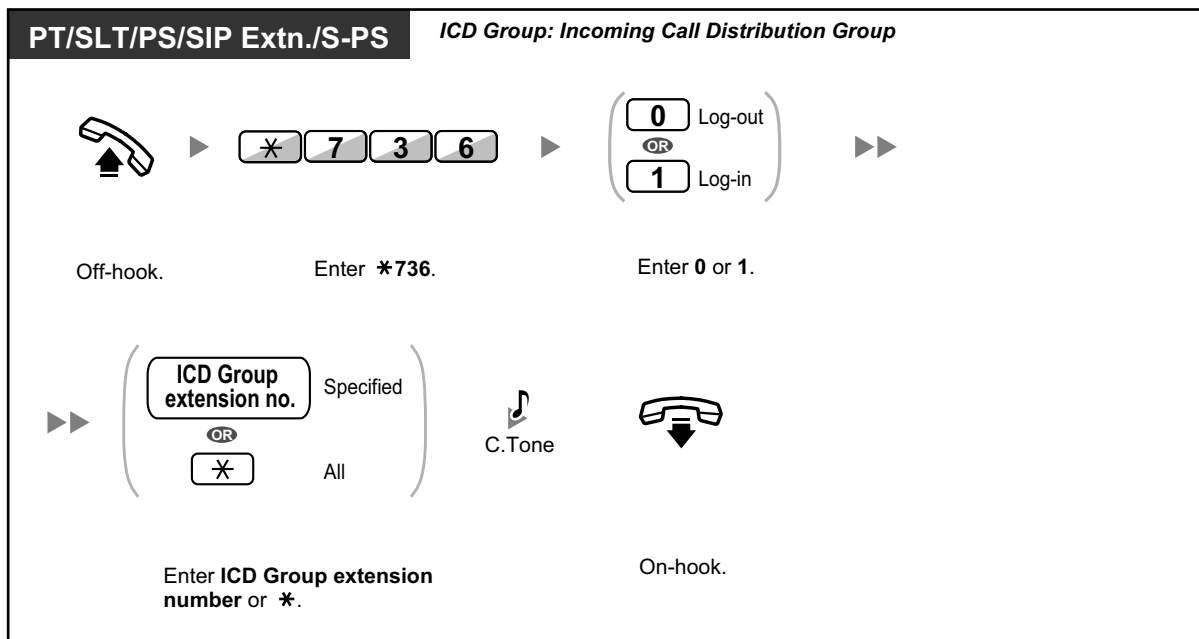 PT/SLT/PS/SIP Extn./S-PS
ICD Group: Incoming Call Distribution Group
* 7 3 6
0 Log-out
OR
1 Log-in
Off-hook.
Enter *736.
Enter 0 or 1.
ICD Group
extension no.
Specified
OR
* All
C.Tone
Enter ICD Group extension
number or *.
On-hook.